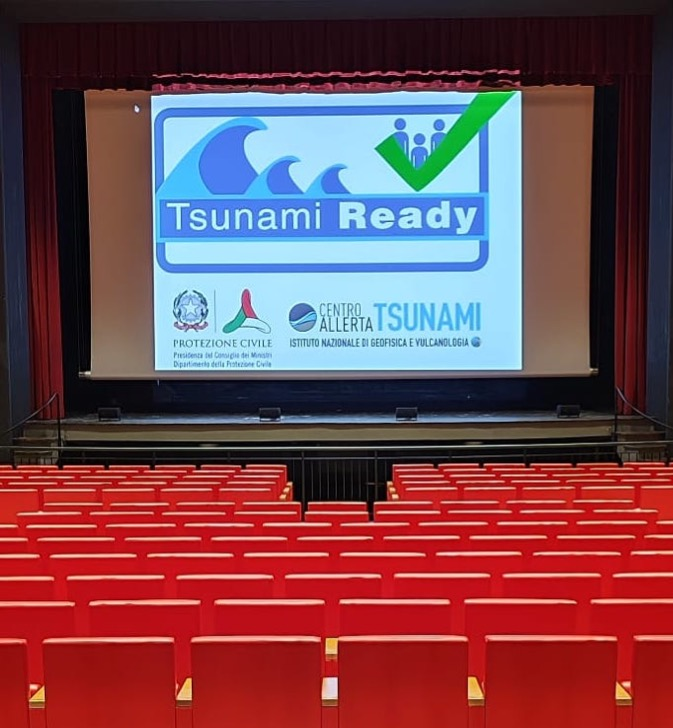 Tsunami Ready
PROTEZIONE CIVILE
Presidenza del Consiglio dei Ministri
Dipartimento della Protezione Civile
CENTRO
ALLERTA TSUNAMI
ISTITUTO NAZIONALE DI GEOFISICA E VULCANOLOGIA